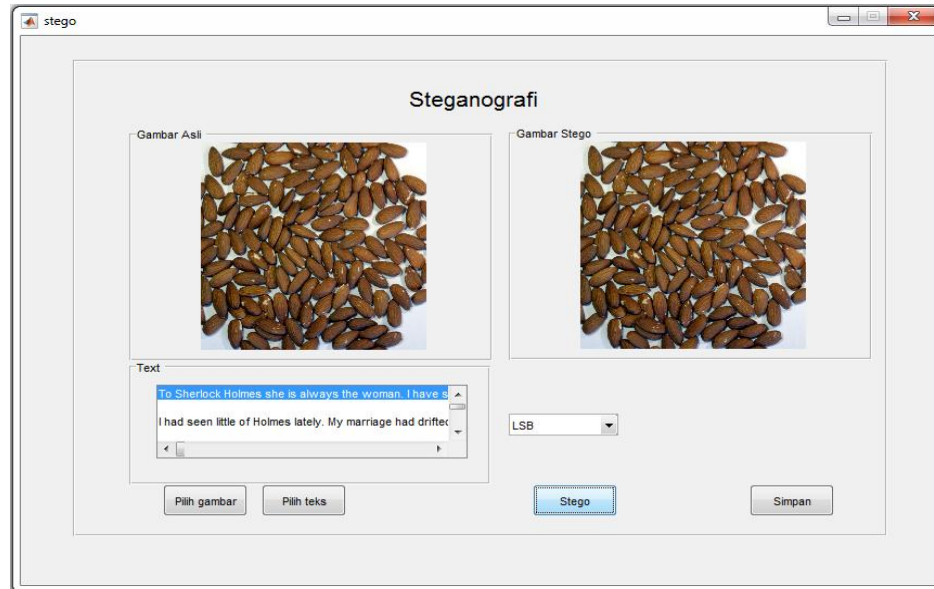 stego
Steganografi
Gambar Asli
Gambar Stego
Text
To Sherlock Holmes she is always the woman. I have s
I had seen little of Holmes lately. My marriage had drifted
LSB
Pilih gambar
Pilih teks
Stego
Simpan